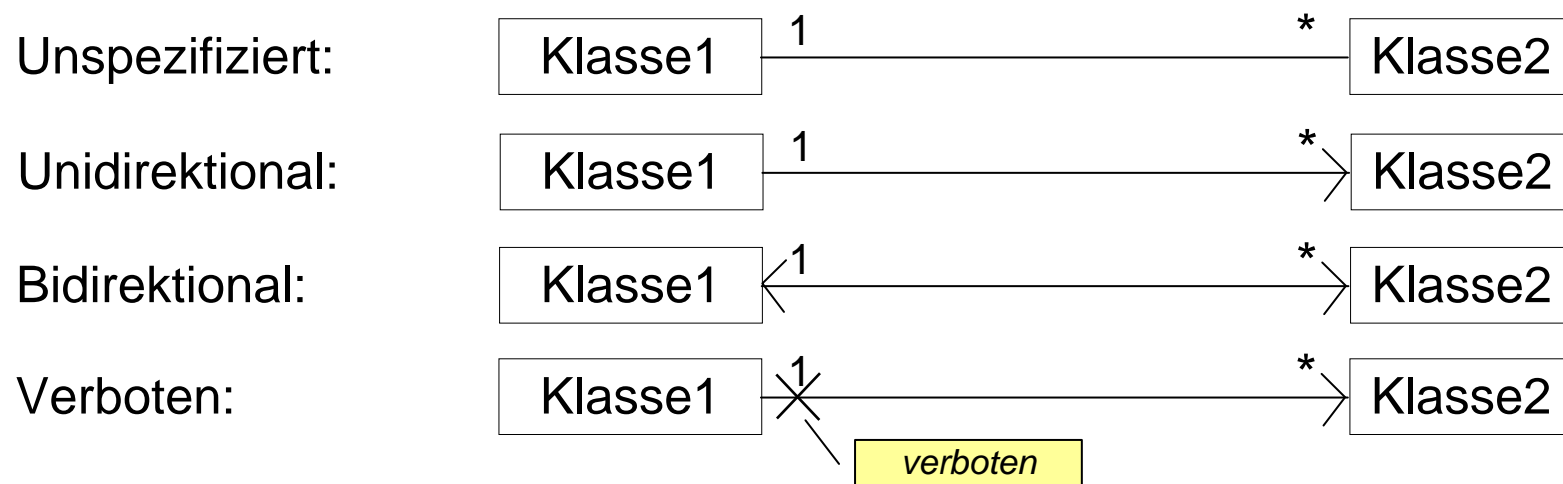 Unspezifiziert: Klasse1 1 * Klasse2
Unidirektional: Klasse1 1 * Klasse2
Bidirektional: Klasse1 1 * Klasse2
Verboten: Klasse1 1 * Klasse2
verboten